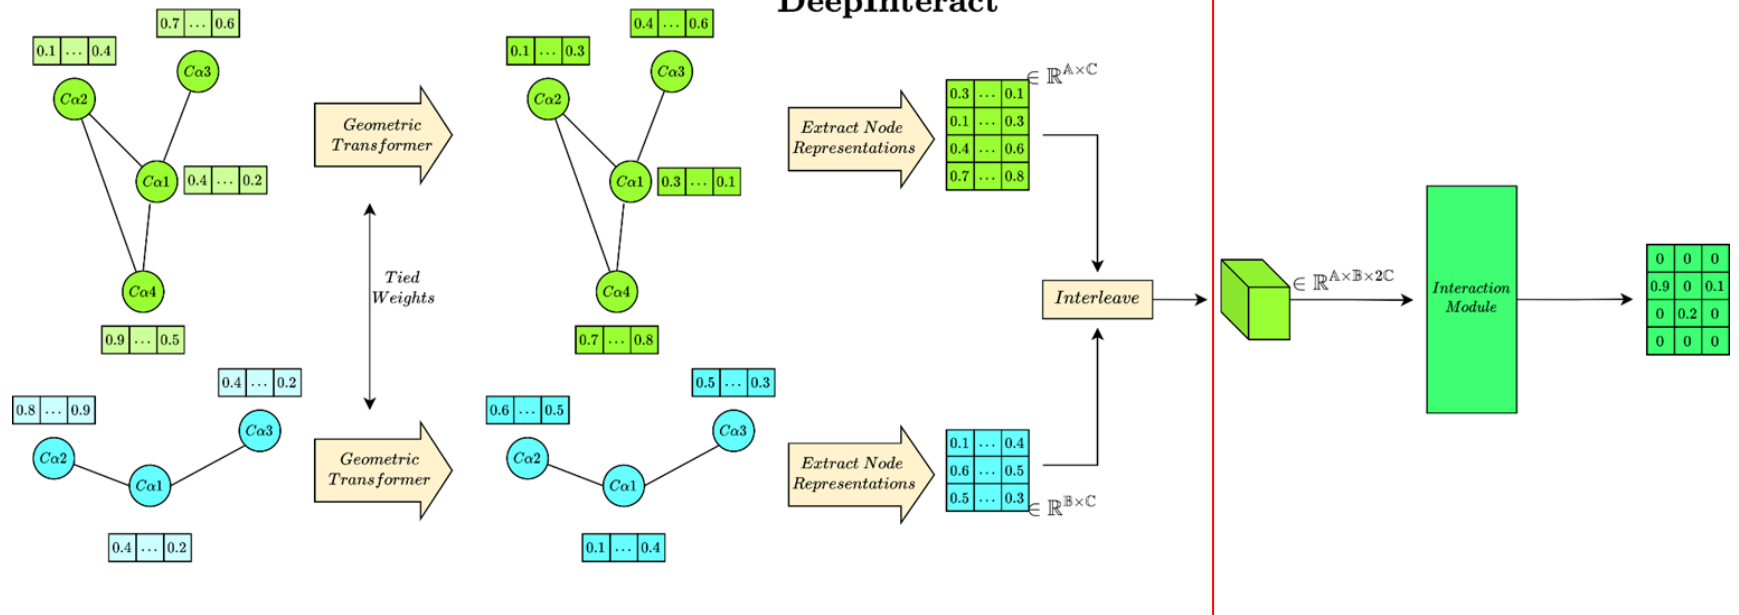 DeepInteract
0.7 … 0.6
0.1 … 0.4
Cα3
Cα2
Cα1
0.4 … 0.2
Cα4
0.9 … 0.5
Geometric
Transformer
0.4 … 0.6
0.1 … 0.3
Cα3
Cα2
Cα1
0.3 … 0.1
Cα4
0.7 … 0.8
Extract Node
Representations
∈ ℝ^{𝔸×ℂ}
0.3 … 0.1
0.1 … 0.3
0.4 … 0.6
0.7 … 0.8
Tied
Weights
0.4 … 0.2
0.8 … 0.9
Cα3
Cα2
Cα1
0.4 … 0.2
Geometric
Transformer
0.5 … 0.3
0.6 … 0.5
Cα3
Cα2
Cα1
0.1 … 0.4
Extract Node
Representations
0.1 … 0.4
0.6 … 0.5
0.5 … 0.3
∈ ℝ^{𝔹×ℂ}
Interleave
∈ ℝ^{𝔸×𝔹×2ℂ}
Interaction
Module
0 0 0
0.9 0 0.1
0 0.2 0
0 0 0